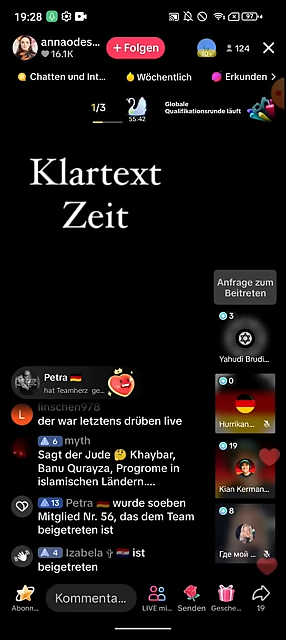 19:28
97+
annaodes...
16.1K
+ Folgen
124
Chatten und Int...
Wöchentlich
Erkunden
1/3
55:42
Globale
Qualifikationsrunde läuft
Klartext
Zeit
Anfrage zum
Beitreten
3
Yahudi Brudi...
Petra
hat Teamherz ge...
0
Hurrikan...
linschen978
der war letztens drüben live
6 myth
Sagt der Jude 🤔 Khaybar,
Banu Qurayza, Progrome in
islamischen Ländern....
19
Kian Kerman...
13 Petra 🇩🇪 wurde soeben
Mitglied Nr. 56, das dem Team
beigetreten ist
8
Где мой ...
4 Izabela ✞ 🇭🇷 ist
beigetreten
Abonn...
Kommenta...
LIVE mi...
Senden
Gesche...
19